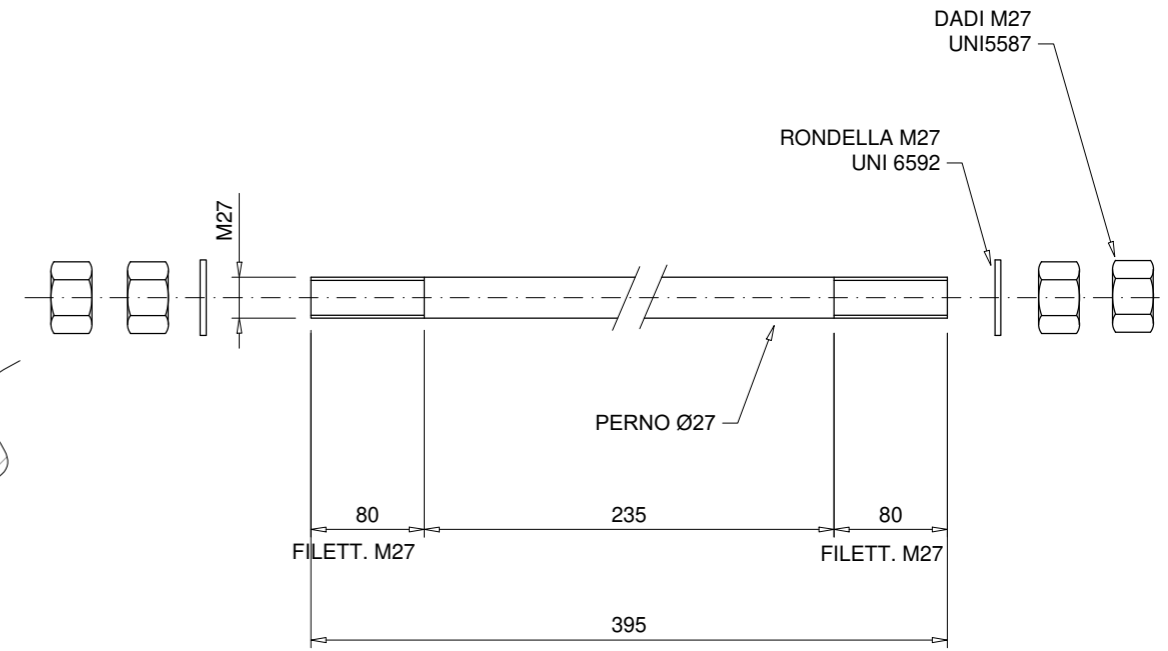 DADI M27
UNI5587
RONDELLA M27
UNI 6592
M27
PERNO Ø27
80
235
80
FILETT. M27
FILETT. M27
395